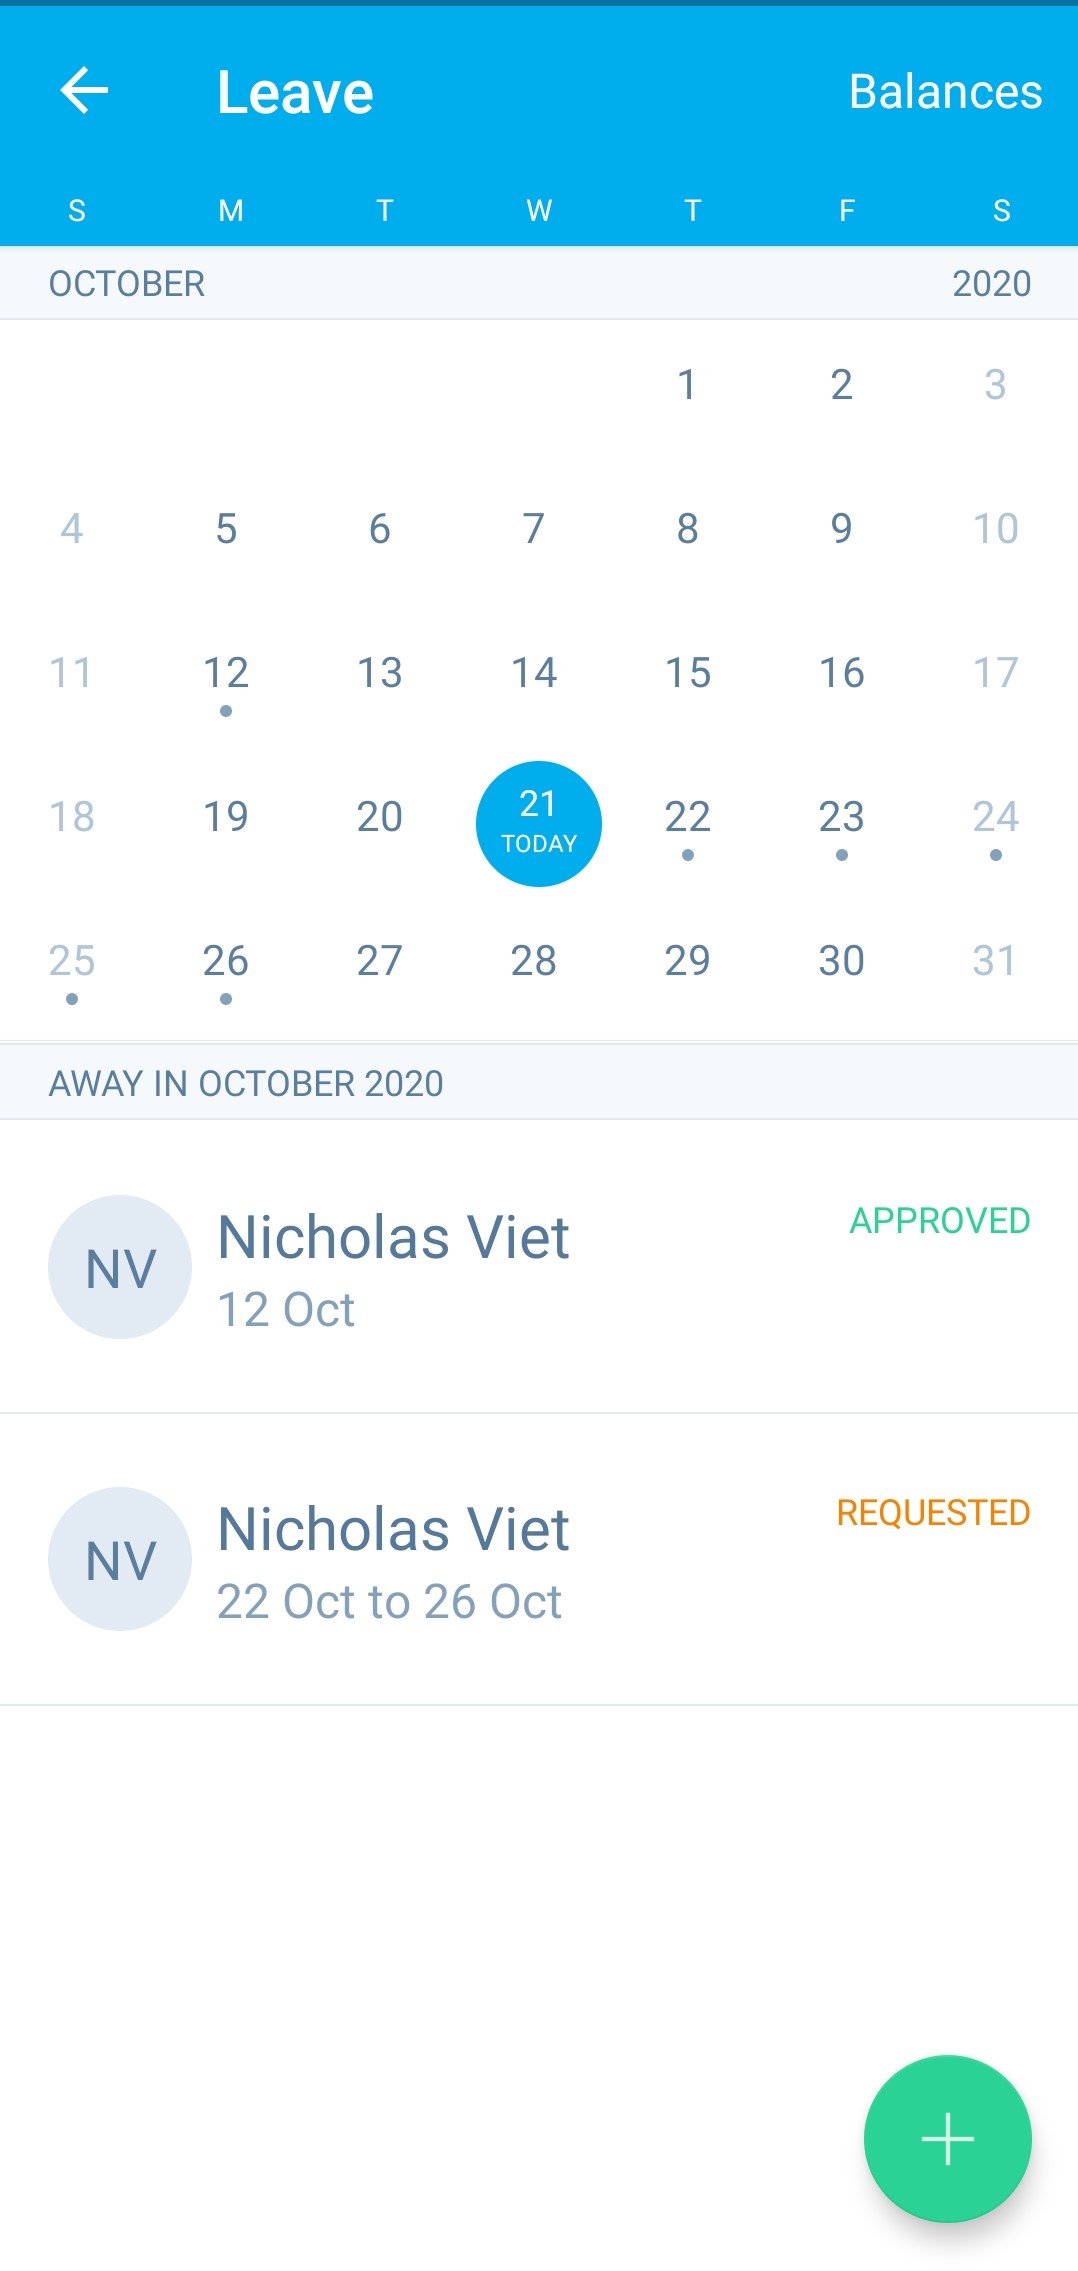 Leave Balances
S M T W T F S
OCTOBER 2020
1 2 3
4 5 6 7 8 9 10
11 12 13 14 15 16 17
18 19 20 21 22 23 24
TODAY
25 26 27 28 29 30 31
AWAY IN OCTOBER 2020
NV Nicholas Viet APPROVED
12 Oct
NV Nicholas Viet REQUESTED
22 Oct to 26 Oct